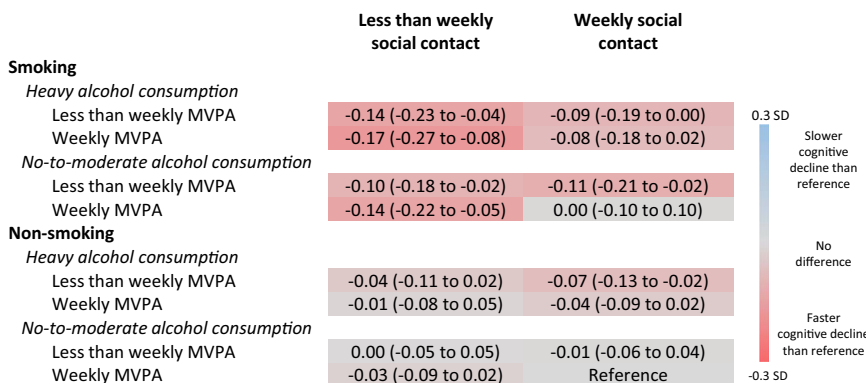 Less than weekly social contact Weekly social contact
Smoking
Heavy alcohol consumption
Less than weekly MVPA -0.14 (-0.23 to -0.04) -0.09 (-0.19 to 0.00)
Weekly MVPA -0.17 (-0.27 to -0.08) -0.08 (-0.18 to 0.02)
No-to-moderate alcohol consumption
Less than weekly MVPA -0.10 (-0.18 to -0.02) -0.11 (-0.21 to -0.02)
Weekly MVPA -0.14 (-0.22 to -0.05) 0.00 (-0.10 to 0.10)
Non-smoking
Heavy alcohol consumption
Less than weekly MVPA -0.04 (-0.11 to 0.02) -0.07 (-0.13 to -0.02)
Weekly MVPA -0.01 (-0.08 to 0.05) -0.04 (-0.09 to 0.02)
No-to-moderate alcohol consumption
Less than weekly MVPA 0.00 (-0.05 to 0.05) -0.01 (-0.06 to 0.04)
Weekly MVPA -0.03 (-0.09 to 0.02) Reference
0.3 SD
Slower
cognitive
decline than
reference
No
difference
Faster
cognitive decline
than reference
-0.3 SD